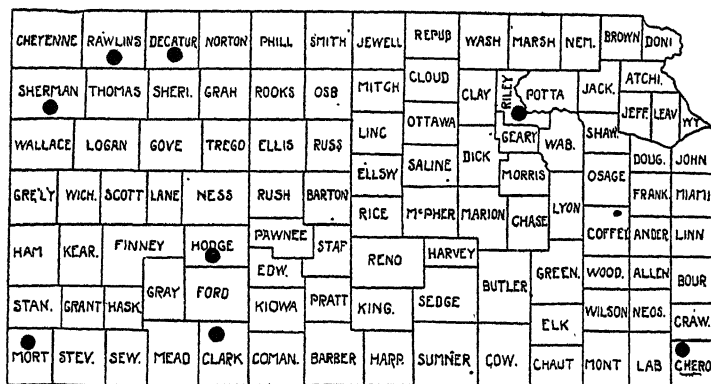 CHEYENNE RAWLINS DECATUR NORTON PHILL SMITH JEWELL REPUB WASH MARSH NEM. BROWN DONI
SHERMAN THOMAS SHERI. GRAH ROOKS OSB MITCH CLOUD CLAY RILEY POTTA JACK. ATCHI.
JEFF. LEAV WY
WALLACE LOGAN GOVE TREGO ELLIS RUSS LINC OTTAWA DICK GEARY WAB. SHAW. DOUG. JOHN
ELLSW SALINE MORRIS OSAGE FRANK. MIAMI
GRE'LY WICH. SCOTT LANE NESS RUSH BARTON RICE McPHER MARION CHASE LYON COFFEY ANDER LINN
HAM KEAR. FINNEY HODGE PAWNEE STAF RENO HARVEY BUTLER GREEN. WOOD. ALLEN BOUR
EDW.
STAN. GRANT HASK. GRAY FORD KIOWA PRATT KING. SEDGE ELK WILSON NEOS. CRAW.
MORT STEV. SEW. MEAD CLARK COMAN. BARBER HARP. SUMNER COW. CHAUT MONT LAB CHERO